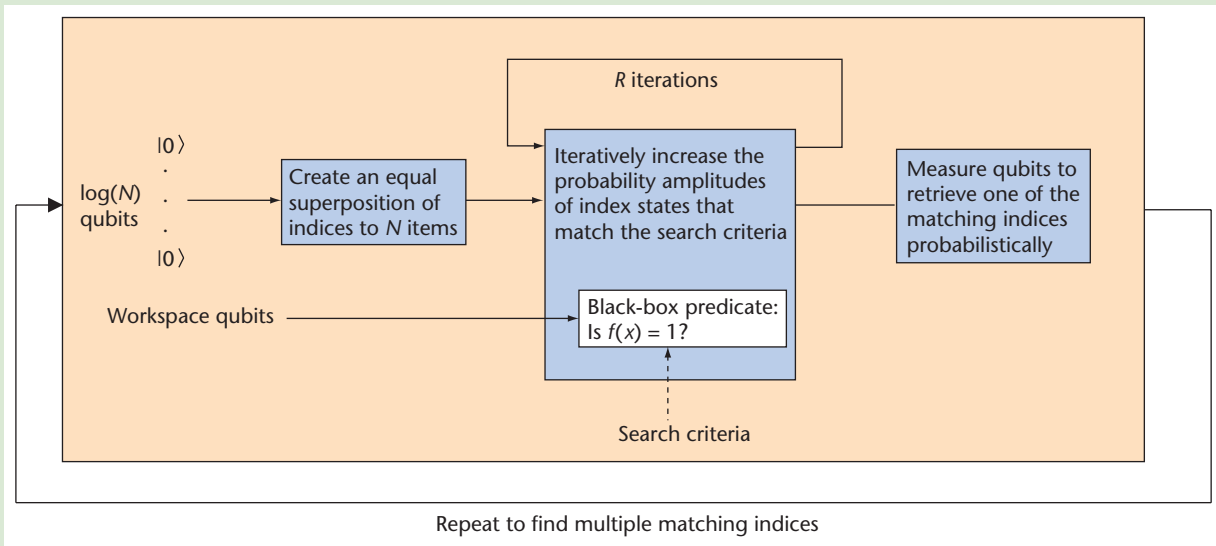 R iterations
|0⟩
.
.
.
|0⟩
log(N)
qubits
Create an equal
superposition of
indices to N items
Iteratively increase the
probability amplitudes
of index states that
match the search criteria
Measure qubits to
retrieve one of the
matching indices
probabilistically
Workspace qubits
Black-box predicate:
Is f(x) = 1?
Search criteria
Repeat to find multiple matching indices